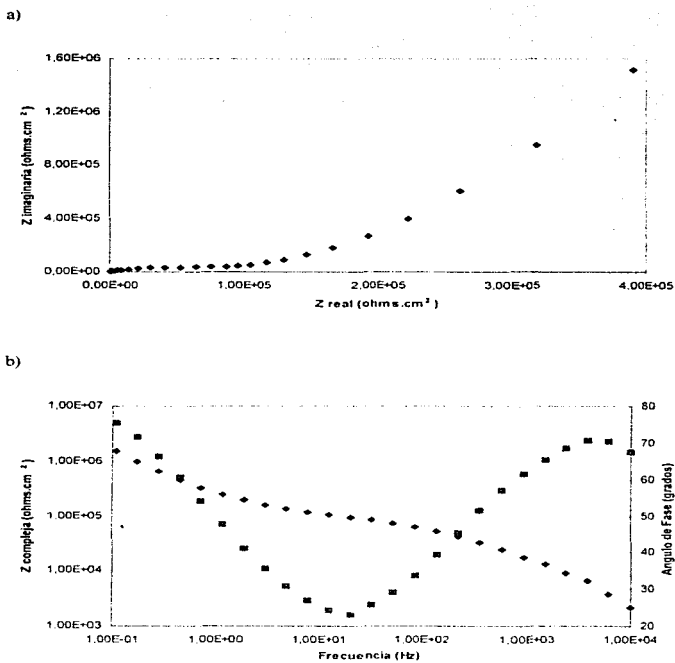 a)
1,60E+06
1,20E+06
8,00E+05
4,00E+05
0,00E+00
Z imaginaria (ohms.cm²)
0,00E+00 1,00E+05 2,00E+05 3,00E+05 4,00E+05
Z real (ohms.cm²)
b)
1,00E+07
1,00E+06
1,00E+05
1,00E+04
1,00E+03
Z compleja (ohms.cm²)
80
70
60
50
40
30
20
Angulo de Fase (grados)
1,00E-01 1,00E+00 1,00E+01 1,00E+02 1,00E+03 1,00E+04
Frecuencia (Hz)